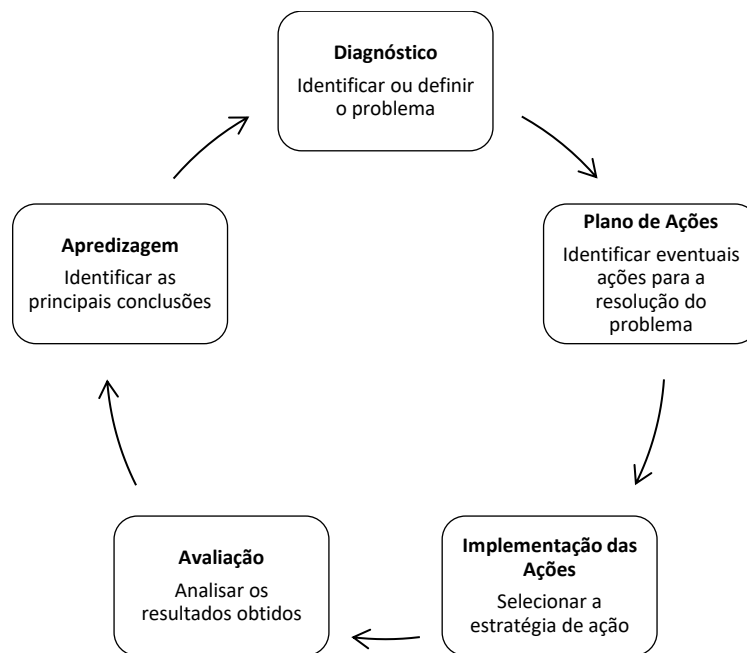 Diagnóstico
Identificar ou definir
o problema
Plano de Ações
Identificar eventuais
ações para a
resolução do
problema
Implementação das
Ações
Selecionar a
estratégia de ação
Avaliação
Analisar os
resultados obtidos
Apredizagem
Identificar as
principais conclusões